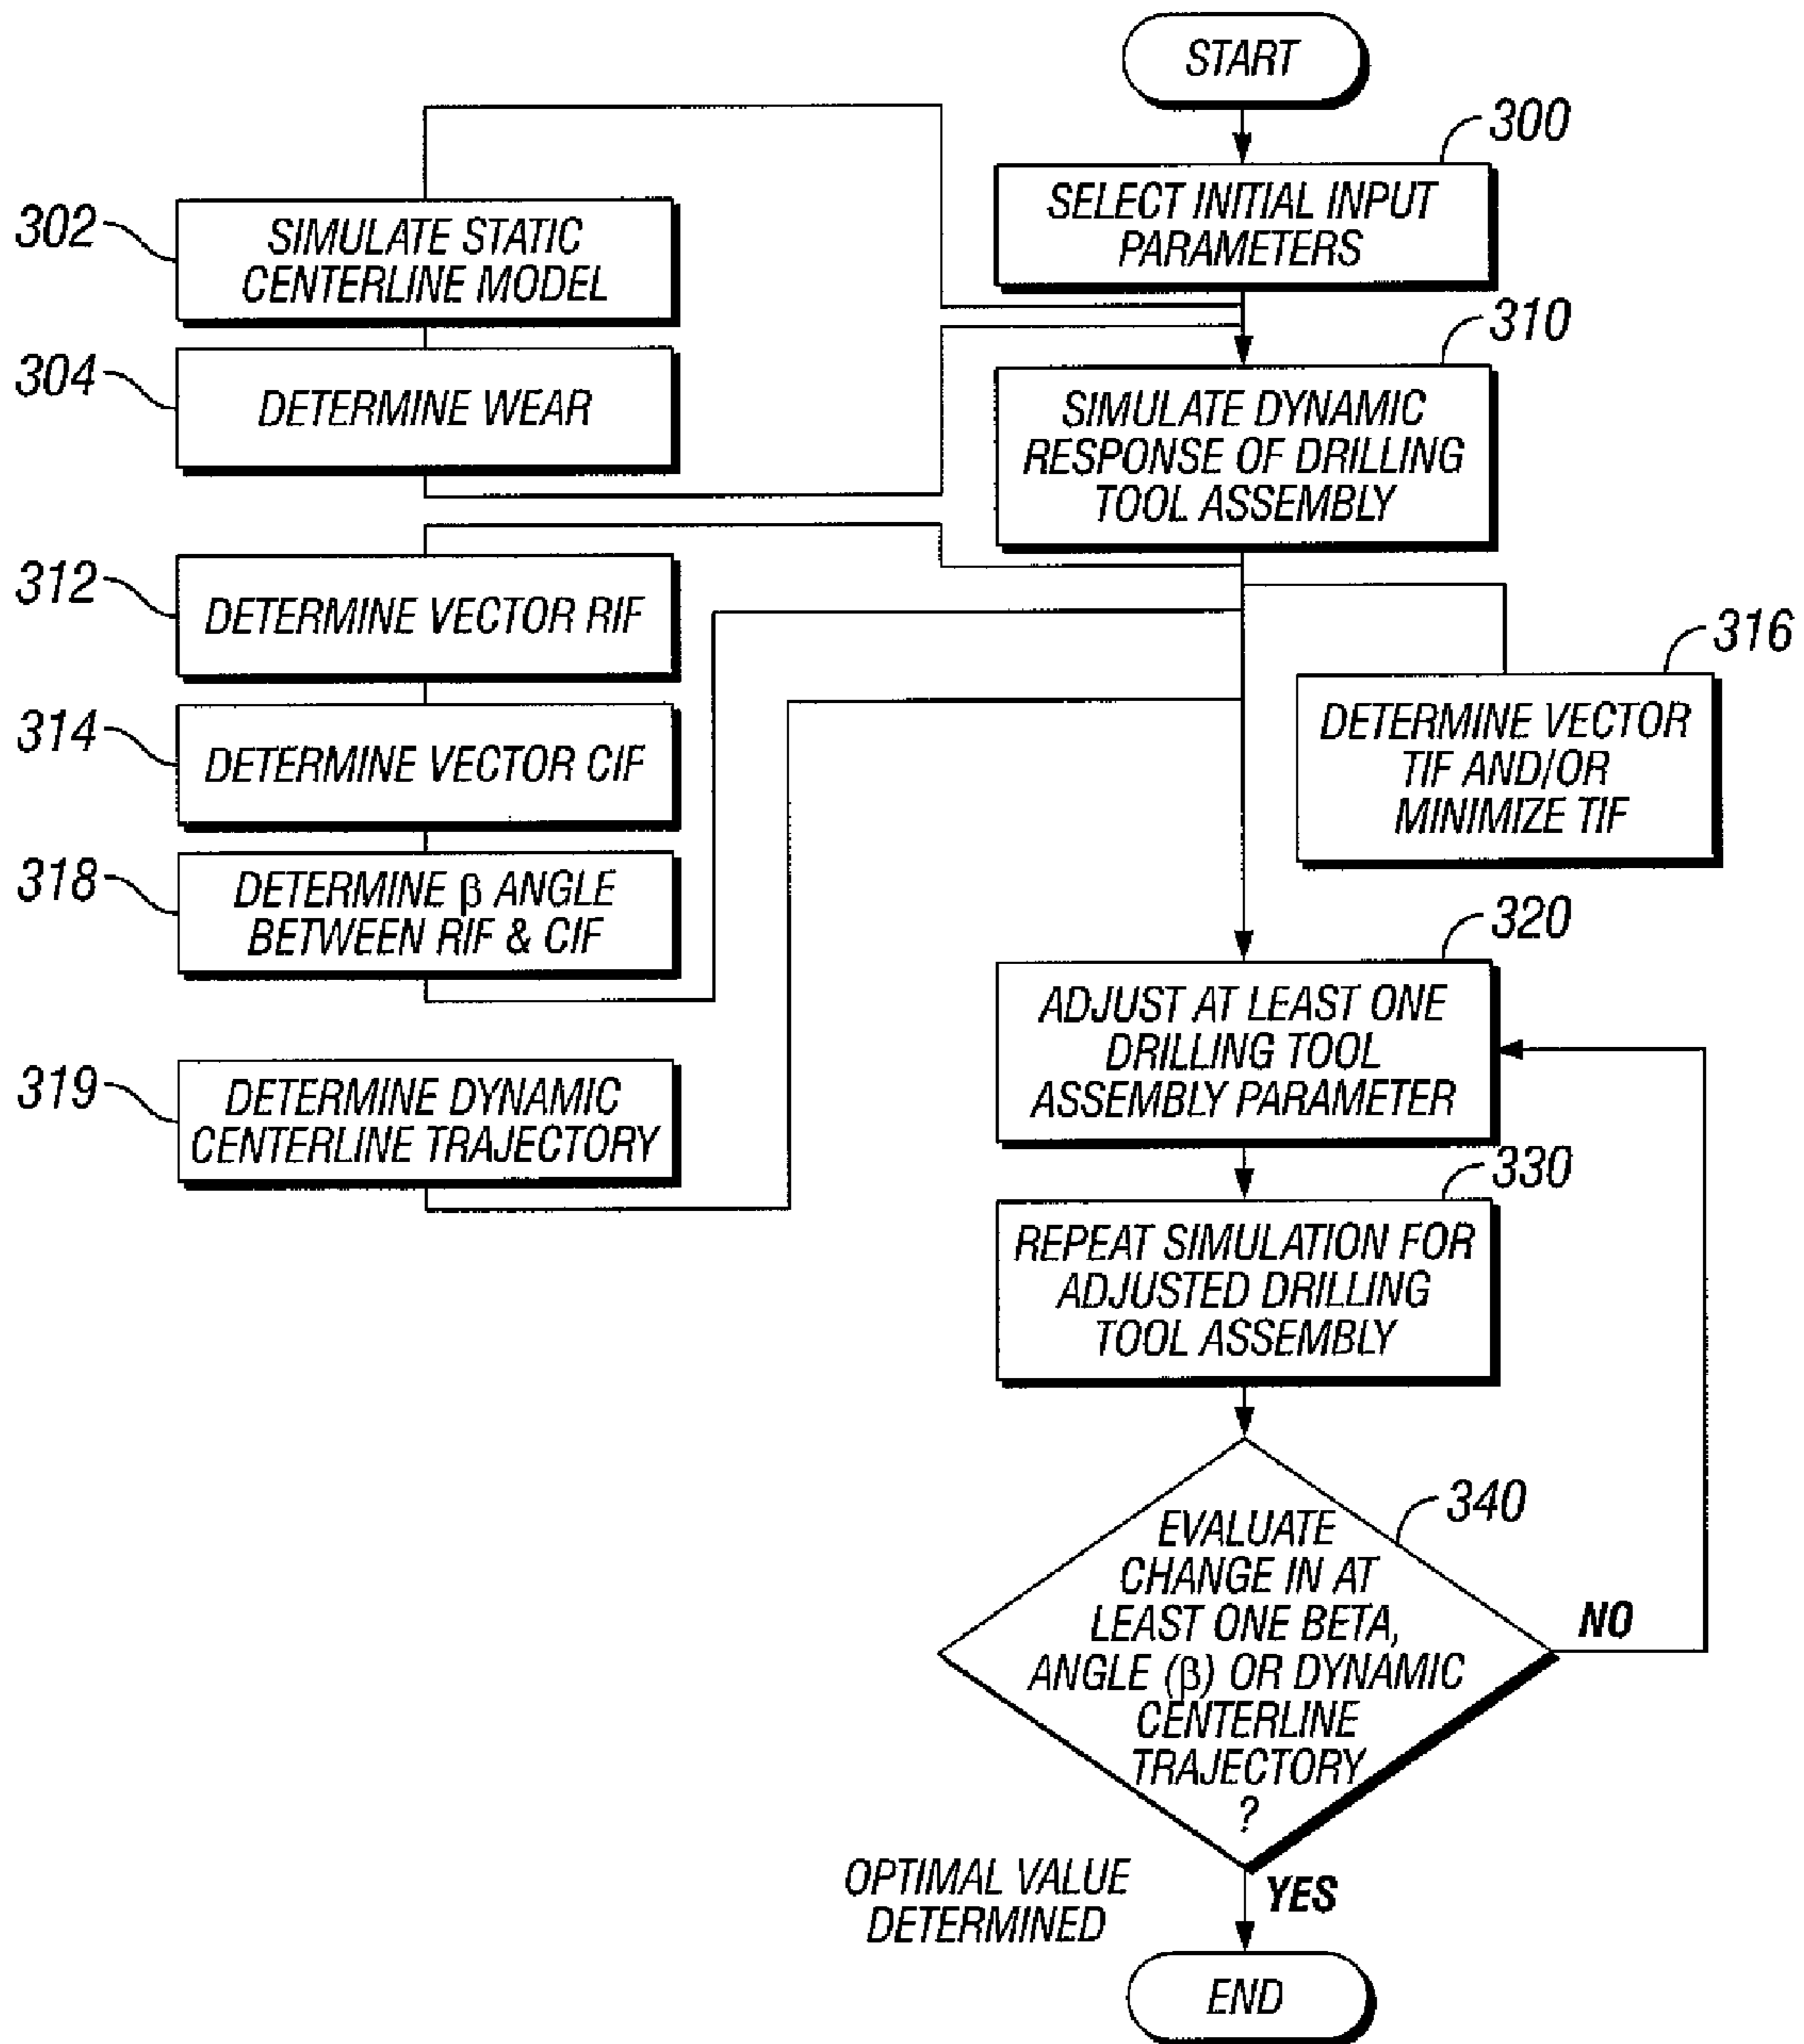 START
300
SELECT INITIAL INPUT
PARAMETERS
302
SIMULATE STATIC
CENTERLINE MODEL
304
DETERMINE WEAR
310
SIMULATE DYNAMIC
RESPONSE OF DRILLING
TOOL ASSEMBLY
312
DETERMINE VECTOR RIF
314
DETERMINE VECTOR CIF
316
DETERMINE VECTOR
TIF AND/OR
MINIMIZE TIF
318
DETERMINE β ANGLE
BETWEEN RIF & CIF
319
DETERMINE DYNAMIC
CENTERLINE TRAJECTORY
320
ADJUST AT LEAST ONE
DRILLING TOOL
ASSEMBLY PARAMETER
330
REPEAT SIMULATION FOR
ADJUSTED DRILLING
TOOL ASSEMBLY
340
EVALUATE
CHANGE IN AT
LEAST ONE BETA,
ANGLE (β) OR DYNAMIC
CENTERLINE
TRAJECTORY
?
NO
YES
OPTIMAL VALUE
DETERMINED
END